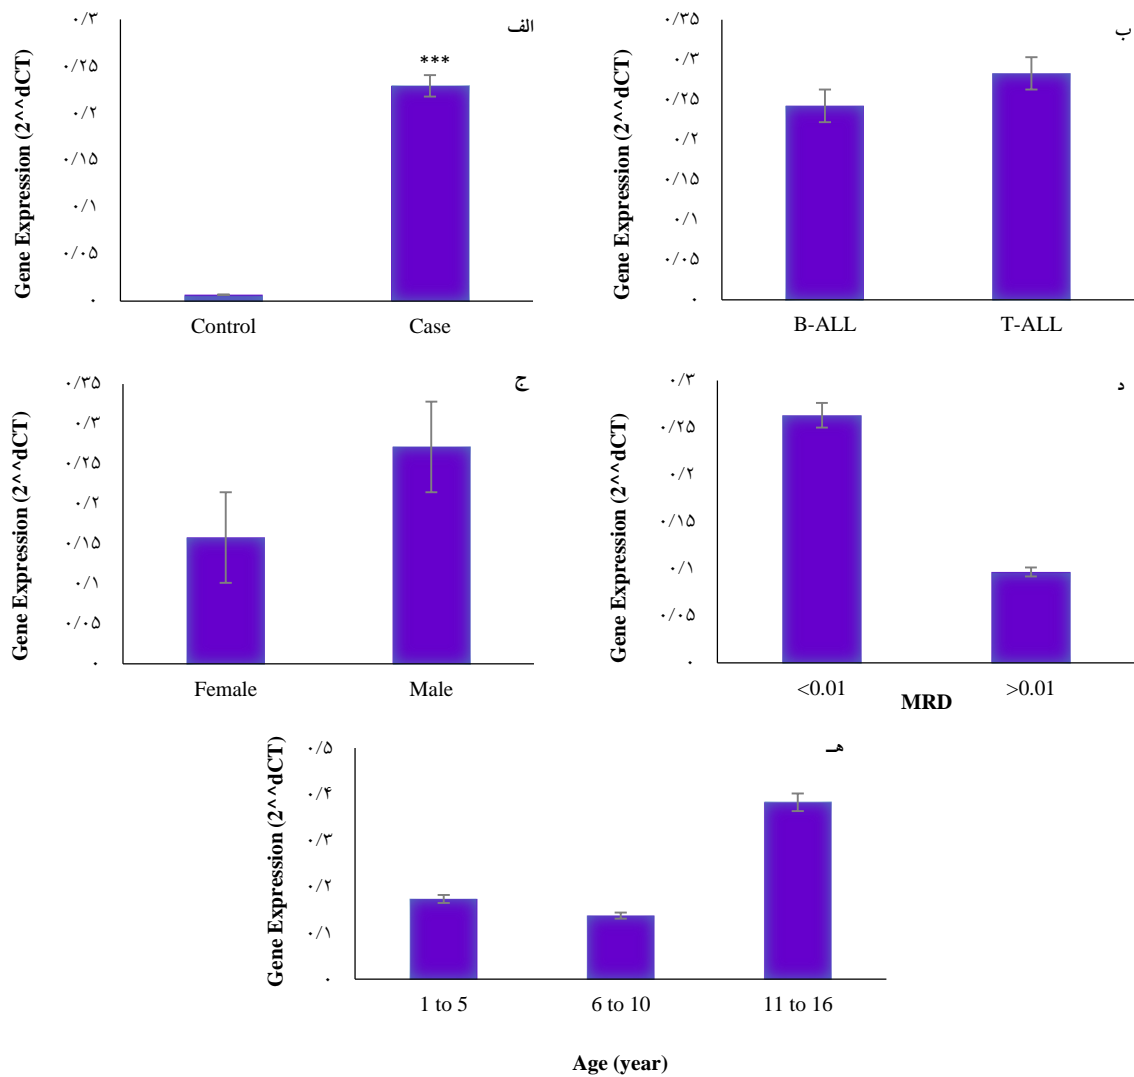 الف
Gene Expression (2^^dCT)
۰/۳
۰/۲۵
۰/۲
۰/۱۵
۰/۱
۰/۰۵
۰
***
Control Case
ب
Gene Expression (2^^dCT)
۰/۳۵
۰/۳
۰/۲۵
۰/۲
۰/۱۵
۰/۱
۰/۰۵
۰
B-ALL T-ALL
ج
Gene Expression (2^^dCT)
۰/۳۵
۰/۳
۰/۲۵
۰/۲
۰/۱۵
۰/۱
۰/۰۵
۰
Female Male
د
Gene Expression (2^^dCT)
۰/۳
۰/۲۵
۰/۲
۰/۱۵
۰/۱
۰/۰۵
۰
<0.01 >0.01
MRD
هـ
Gene Expression (2^^dCT)
۰/۵
۰/۴
۰/۳
۰/۲
۰/۱
۰
1 to 5 6 to 10 11 to 16
Age (year)